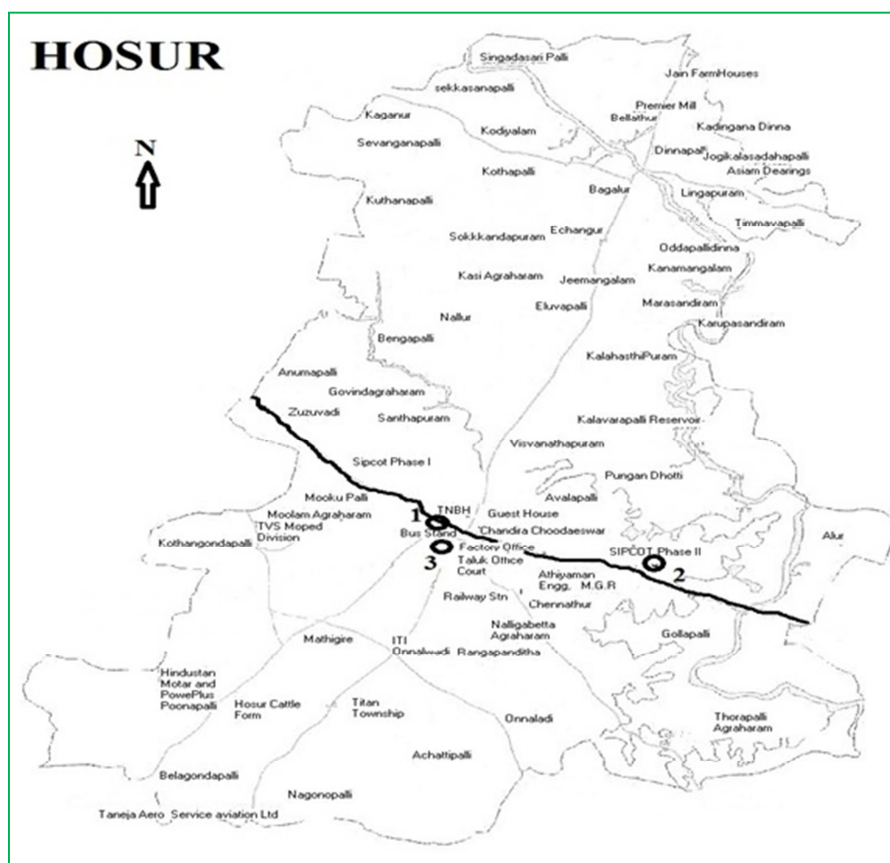 HOSUR
N
Singadasari Palli
Jain FarmHouses
sekkasanapalli
Premier Mill
Kaganur
Bellathur
Kadingana Dinna
Kodiyalam
Sevanganapalli
Dinnapall
Jogikalasadahapalli
Kothapalli
Asiam Dearings
Bagalur
Lingapuram
Kuthanapalli
Timmavapalli
Echangur
Sokkkandapuram
Oddapallidinna
Kanamangalam
Kasi Agraharam
Jeemangalam
Marasandiram
Eluvapalli
Nallur
Karupasandiram
Bengapalli
KalahasthiPuram
Anumapalli
Govindagraharam
Zuzuvadi
Santhapuram
Kalavarapalli Reservoir
Visvanathapuram
Sipcot Phase I
Pungan Dhotti
Mooku Palli
Avalapalli
TNBH
Guest House
Moolam Agraharam
1
TVS Moped
Division
Bus Stand
Chandra Choodaeswar
Alur
Kothangondapalli
Factory Office
SIPCOT Phase II
3
Taluk Office
Court
2
Athiyaman
Engg, M.G.R
Railway Stn
Chennathur
Nalligabetta
Agraharam
Gollapalli
Mathigire
ITI
Onnalwadi
Rangapanditha
Hindustan
Motar and
PowePlus
Poonapalli
Hosur Cattle
Form
Titan
Township
Onnaladi
Thorapalli
Agraharam
Achattipalli
Belagondapalli
Nagonopalli
Taneja Aero Service aviation Ltd